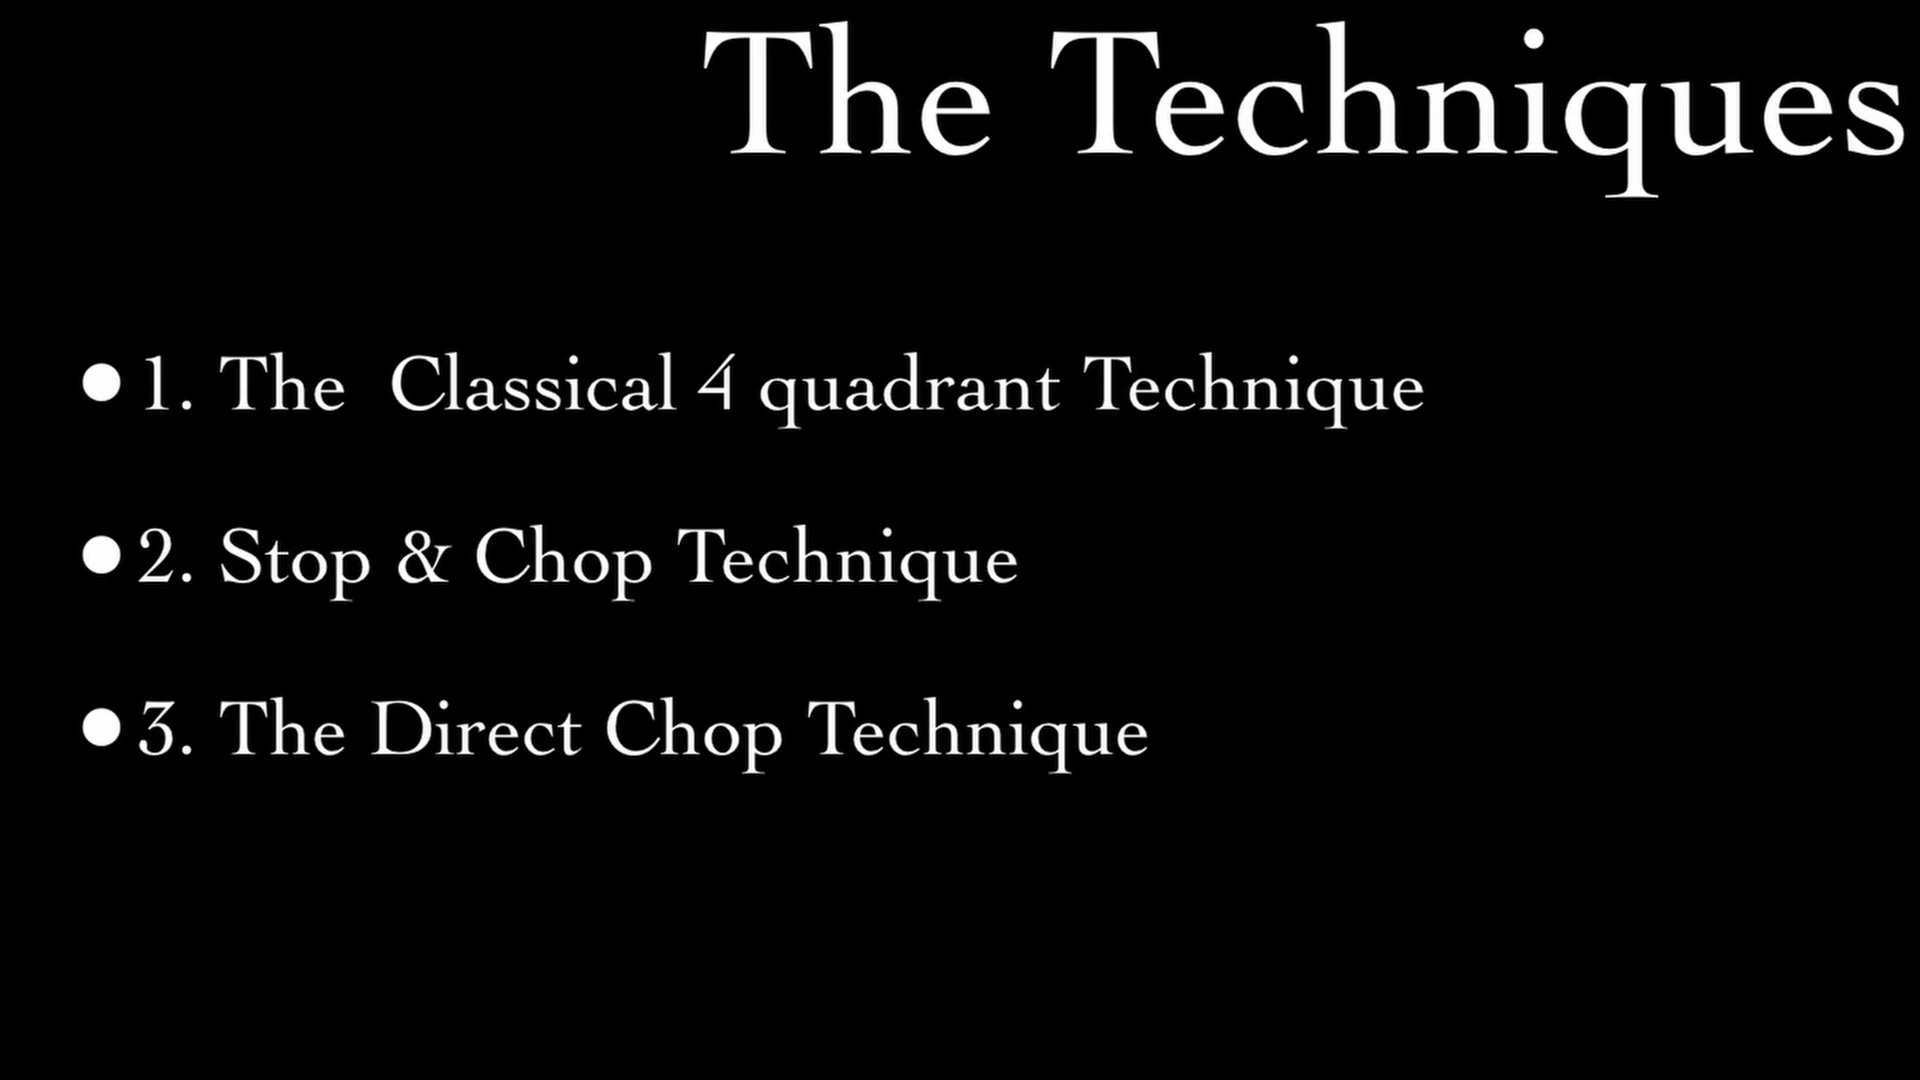 The Techniques
• 1. The  Classical 4 quadrant Technique
• 2. Stop & Chop Technique
• 3. The Direct Chop Technique